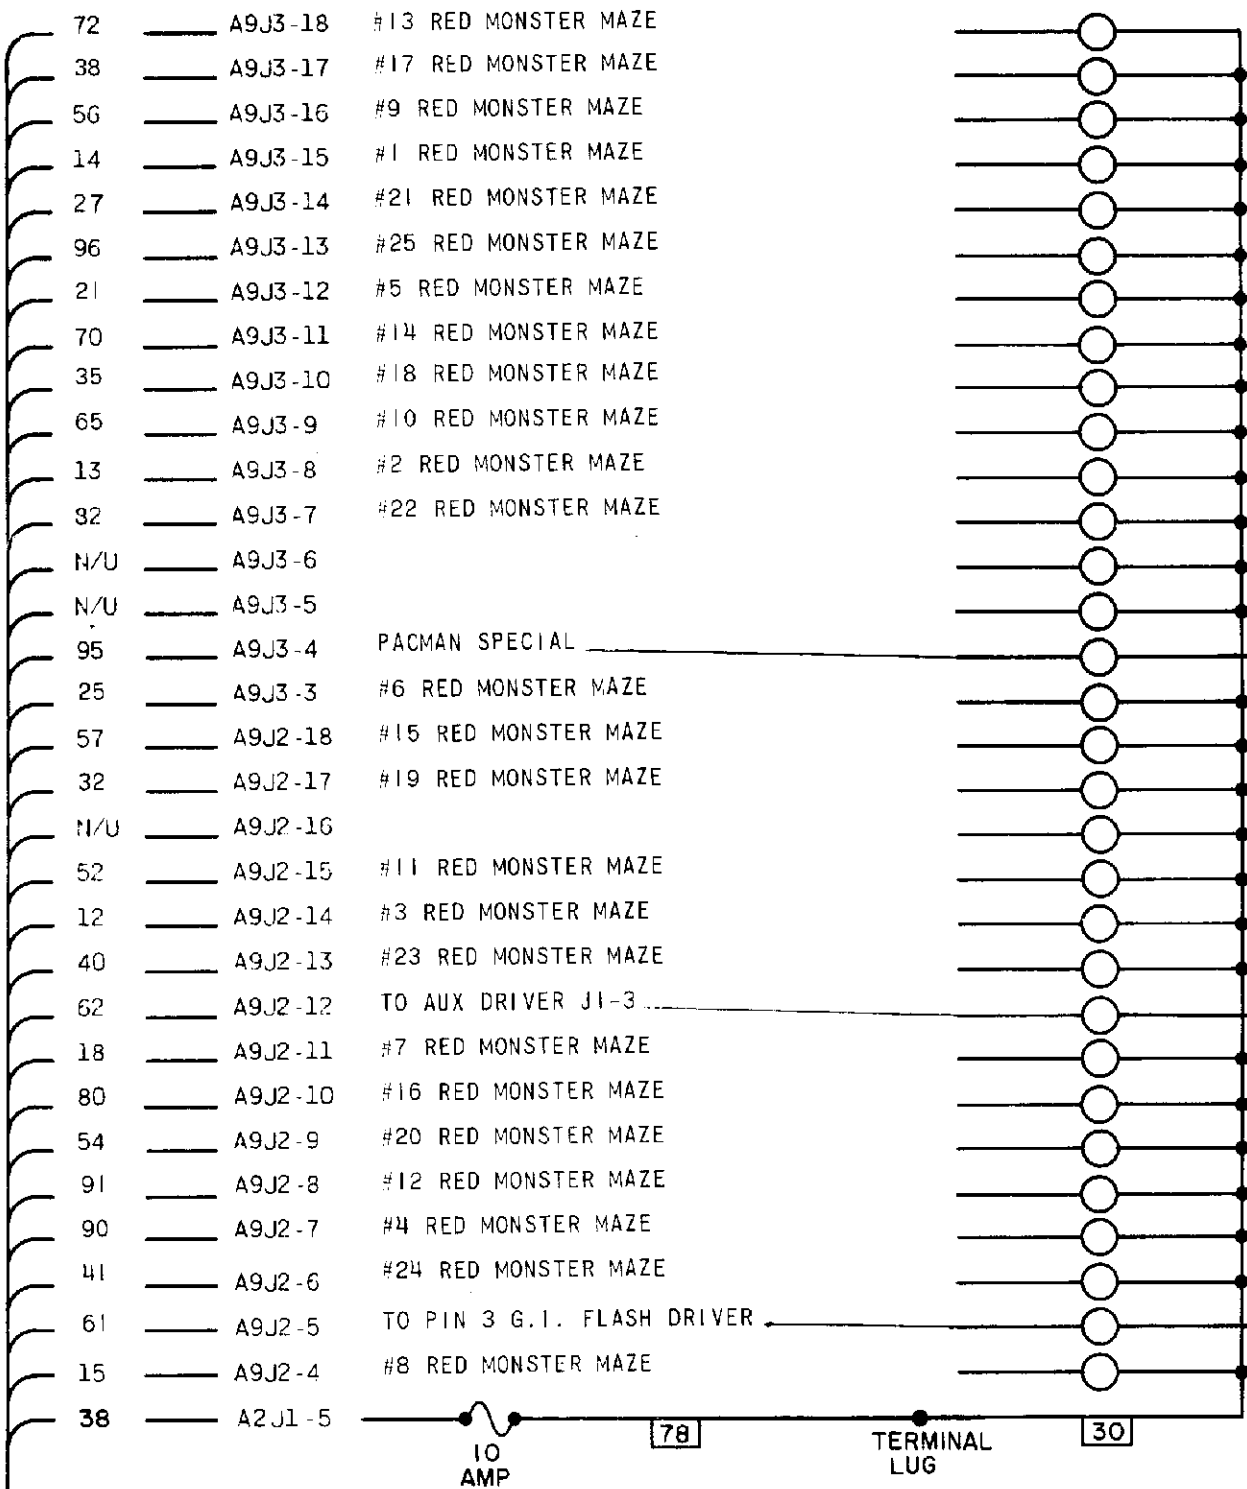 72 A9J3-18 #13 RED MONSTER MAZE
38 A9J3-17 #17 RED MONSTER MAZE
56 A9J3-16 #9 RED MONSTER MAZE
14 A9J3-15 #1 RED MONSTER MAZE
27 A9J3-14 #21 RED MONSTER MAZE
96 A9J3-13 #25 RED MONSTER MAZE
21 A9J3-12 #5 RED MONSTER MAZE
70 A9J3-11 #14 RED MONSTER MAZE
35 A9J3-10 #18 RED MONSTER MAZE
65 A9J3-9 #10 RED MONSTER MAZE
13 A9J3-8 #2 RED MONSTER MAZE
82 A9J3-7 #22 RED MONSTER MAZE
N/U A9J3-6
N/U A9J3-5
95 A9J3-4 PACMAN SPECIAL
25 A9J3-3 #6 RED MONSTER MAZE
57 A9J2-18 #15 RED MONSTER MAZE
32 A9J2-17 #19 RED MONSTER MAZE
N/U A9J2-16
52 A9J2-15 #11 RED MONSTER MAZE
12 A9J2-14 #3 RED MONSTER MAZE
40 A9J2-13 #23 RED MONSTER MAZE
62 A9J2-12 TO AUX DRIVER J1-3
18 A9J2-11 #7 RED MONSTER MAZE
80 A9J2-10 #16 RED MONSTER MAZE
54 A9J2-9 #20 RED MONSTER MAZE
91 A9J2-8 #12 RED MONSTER MAZE
90 A9J2-7 #4 RED MONSTER MAZE
41 A9J2-6 #24 RED MONSTER MAZE
61 A9J2-5 TO PIN 3 G.I. FLASH DRIVER
15 A9J2-4 #8 RED MONSTER MAZE
38 A2J1-5 78 30
10 AMP
TERMINAL LUG